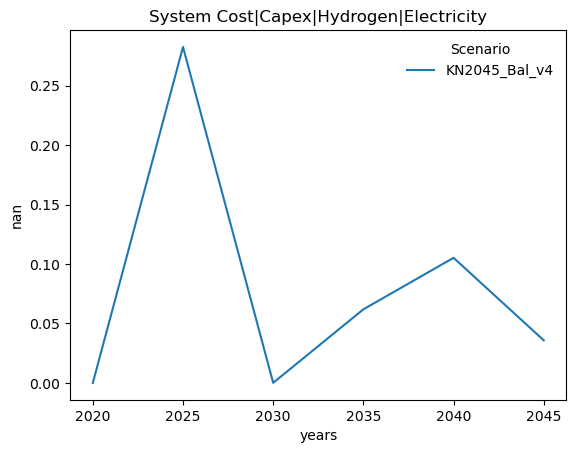 System Cost|Capex|Hydrogen|Electricity
Scenario
KN2045_Bal_v4
0.25
0.20
0.15
0.10
0.05
0.00
nan
2020 2025 2030 2035 2040 2045
years